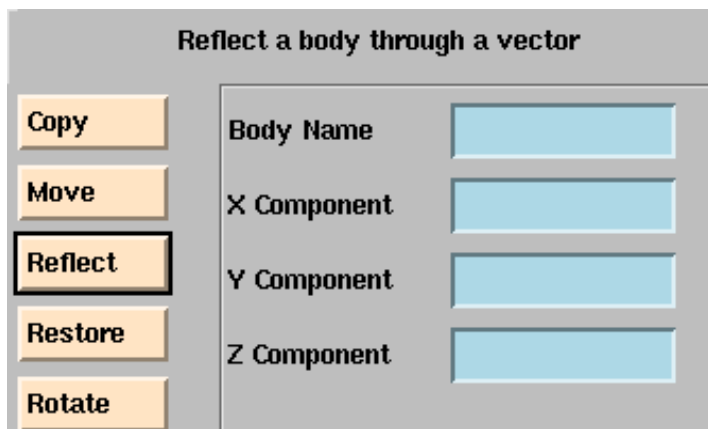 Reflect a body through a vector
Copy
Move
Reflect
Restore
Rotate
Body Name
X Component
Y Component
Z Component